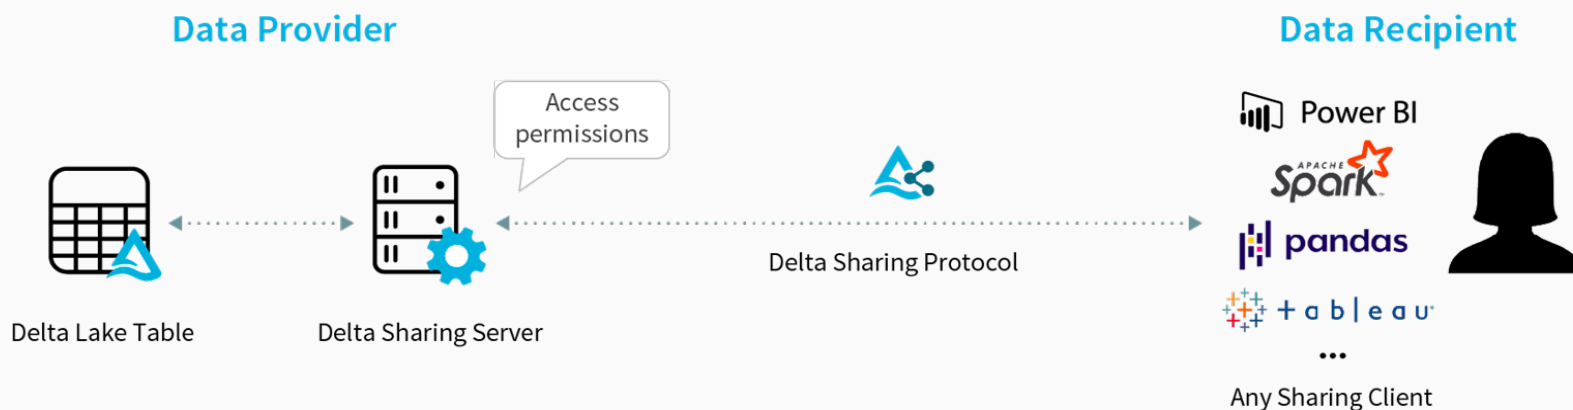 Data Provider
Data Recipient
Access
permissions
Power BI
APACHE
Spark™
pandas
+ a b | e a u®
Delta Sharing Protocol
Delta Lake Table
Delta Sharing Server
...
Any Sharing Client